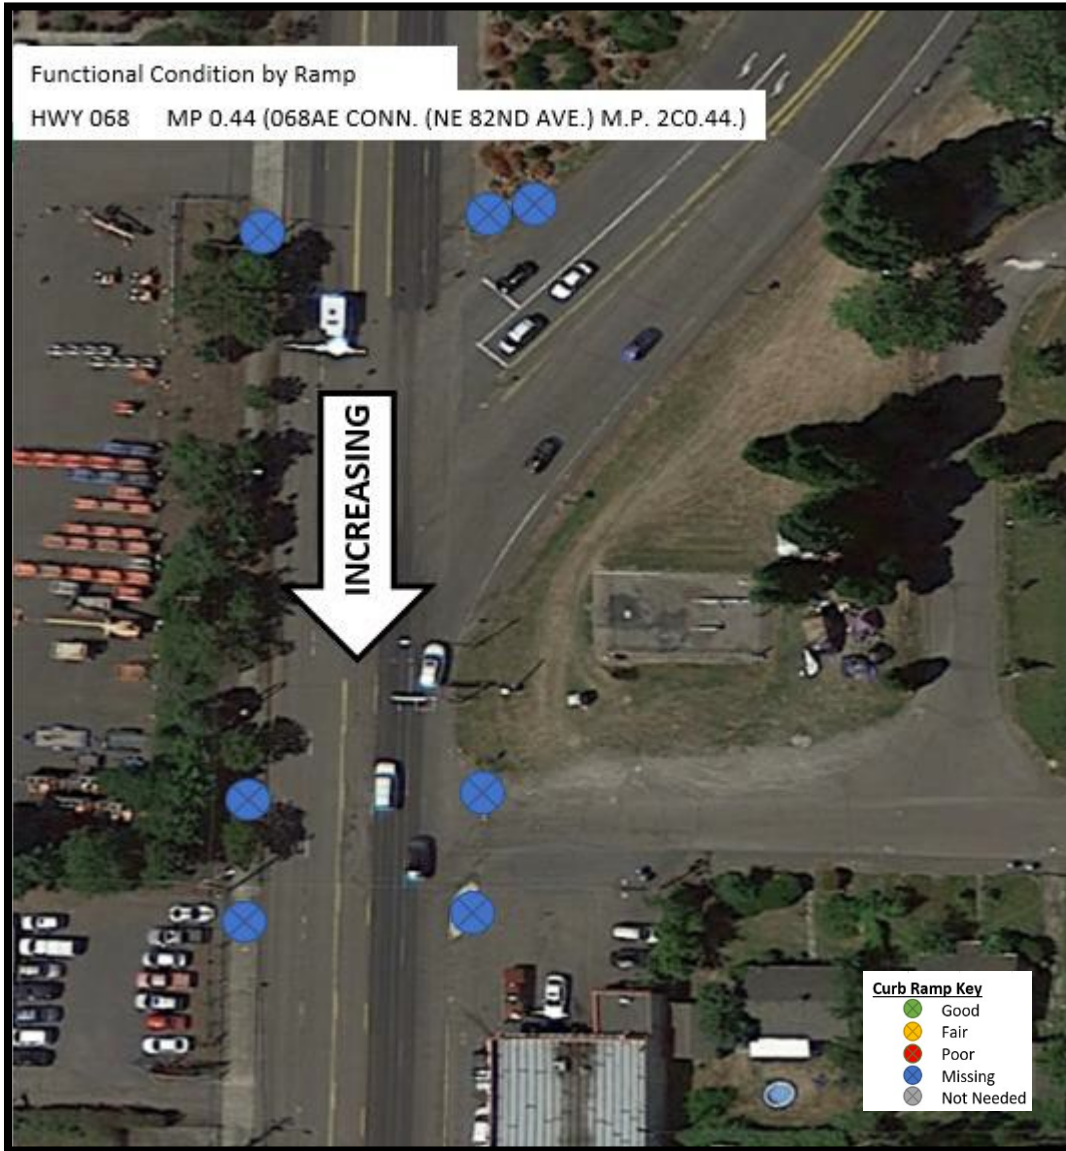 Functional Condition by Ramp
HWY 068 MP 0.44 (068AE CONN. (NE 82ND AVE.) M.P. 2C0.44.)
INCREASING
Curb Ramp Key
Good
Fair
Poor
Missing
Not Needed